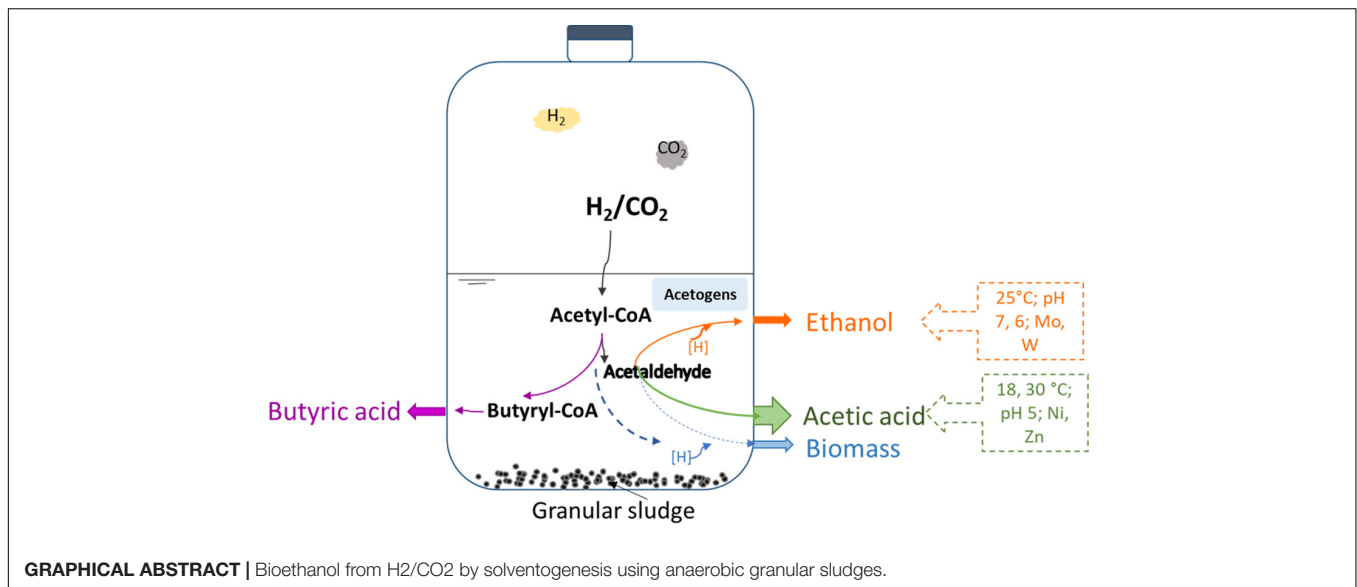 H₂
CO₂
H₂/CO₂
Acetogens
Acetyl-CoA
[H]
Ethanol
25°C; pH
7, 6; Mo,
W
Acetaldehyde
Butyric acid
Butyryl-CoA
Acetic acid
18, 30 °C;
pH 5; Ni,
Zn
[H]
Biomass
Granular sludge
GRAPHICAL ABSTRACT | Bioethanol from H2/CO2 by solventogenesis using anaerobic granular sludges.